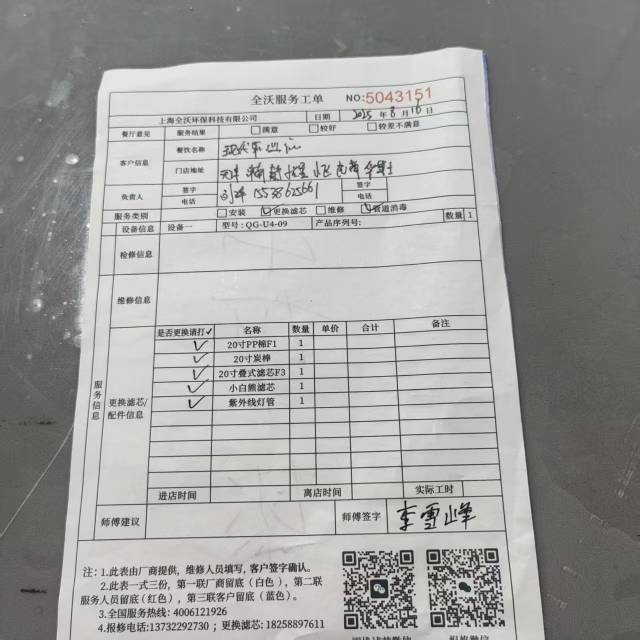 全沃服务工单 NO:5043151
上海全沃环保科技有限公司 日期 2025 年 8 月 18 日
餐厅意见 服务结果 满意 较好 较差不满意
客户信息 餐饮名称
门店地址
负责人 签字 签字
电话 电话
服务类别 安装 更换滤芯 维修 管道消毒
设备信息 设备一 型号:QG-U4-09 产品序列号: 数量 1
检修信息
维修信息
服务信息
更换滤芯/配件信息
是否更换请打✓ 名称 数量 单价 合计 备注
✓ 20寸PP棉F1 1
✓ 20寸炭棒 1
✓ 20寸叠式滤芯F3 1
✓ 小白熊滤芯 1
✓ 紫外线灯管 1
进店时间 离店时间 实际工时
师傅建议 师傅签字 李雪峰
注:1.此表由厂商提供,维修人员填写,客户签字确认。
2.此表一式三份,第一联厂商留底(白色),第二联
服务人员留底(红色),第三联客户留底(蓝色)。
3.全国服务热线:4006121926
4.报修电话:13732292730;更换滤芯:18258897611